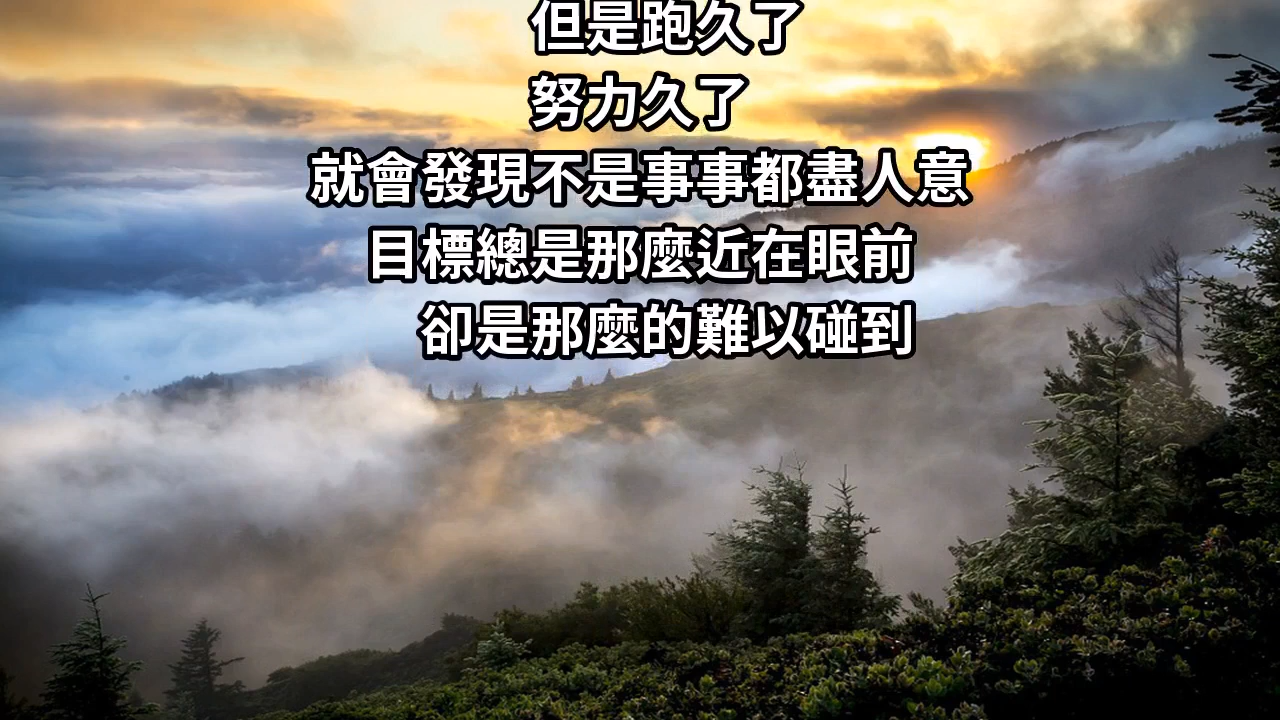 但是跑久了
努力久了
就會發現不是事事都盡人意
目標總是那麼近在眼前
卻是那麼的難以碰到